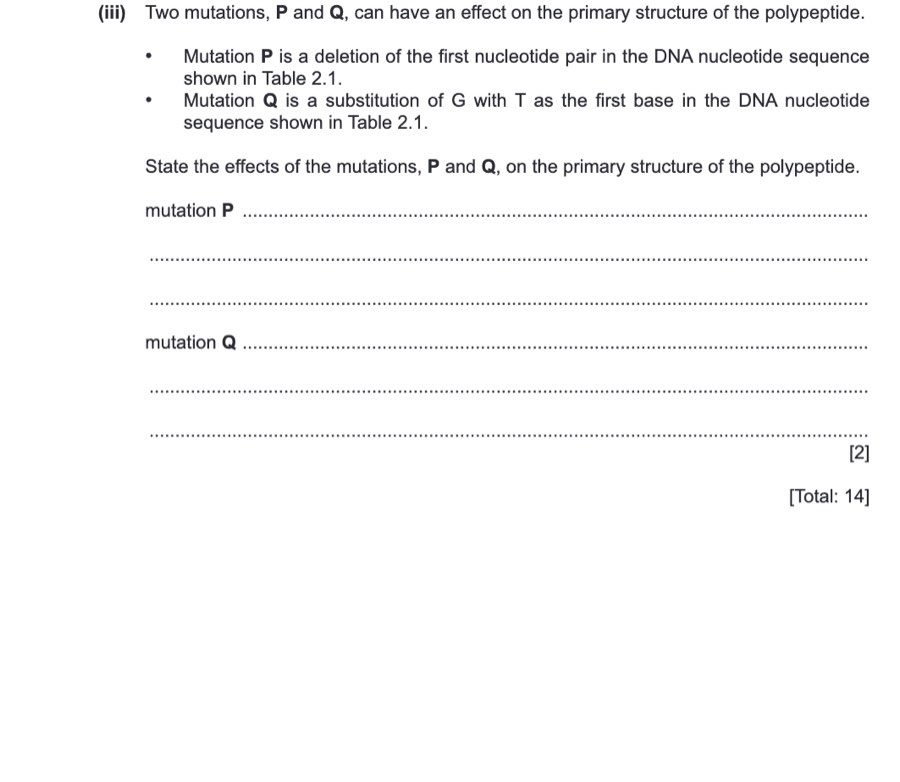 (iii) Two mutations, P and Q, can have an effect on the primary structure of the polypeptide.
• Mutation P is a deletion of the first nucleotide pair in the DNA nucleotide sequence
shown in Table 2.1.
• Mutation Q is a substitution of G with T as the first base in the DNA nucleotide
sequence shown in Table 2.1.
State the effects of the mutations, P and Q, on the primary structure of the polypeptide.
mutation P ....................................................................................................
....................................................................................................
....................................................................................................
mutation Q ....................................................................................................
....................................................................................................
....................................................................................................
[2]
[Total: 14]